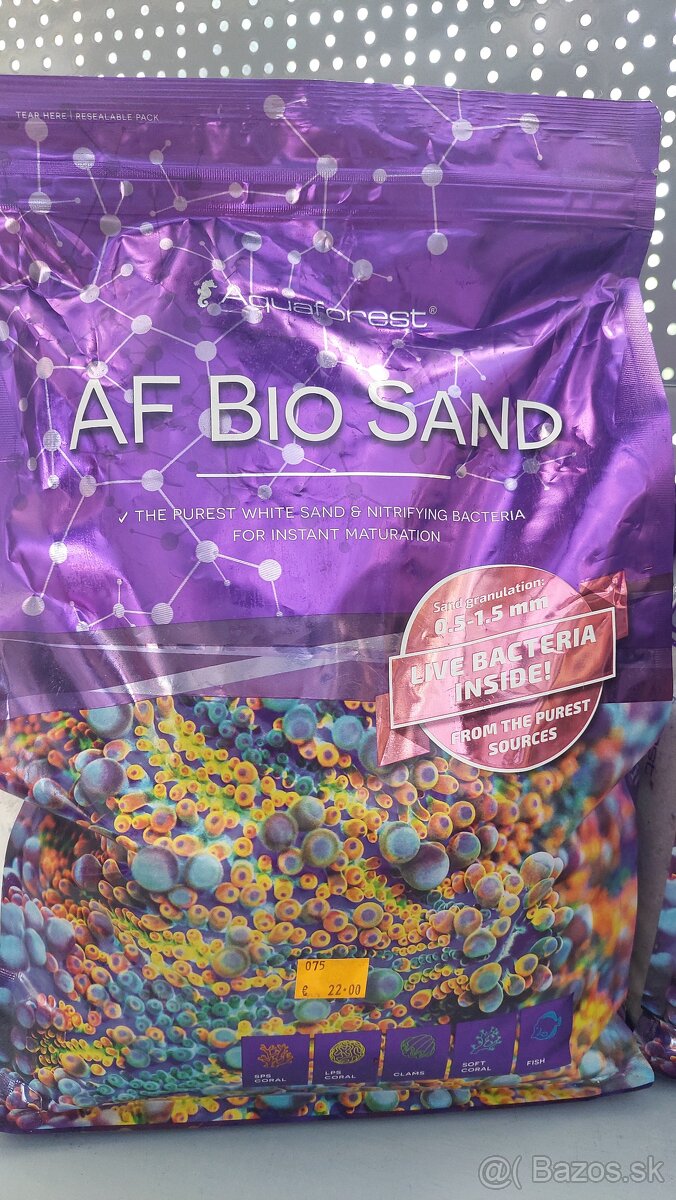 TEAR HERE | RESEALABLE PACK
Aquaforest®
AF BIO SAND
✓ THE PUREST WHITE SAND & NITRIFYING BACTERIA
FOR INSTANT MATURATION
Sand granulation:
0.5-1.5 mm
LIVE BACTERIA
INSIDE!
FROM THE PUREST
SOURCES
075
€ 22.00
SPS
CORAL
LPS
CORAL
CLAMS
SOFT
CORAL
FISH
@( Bazos.sk